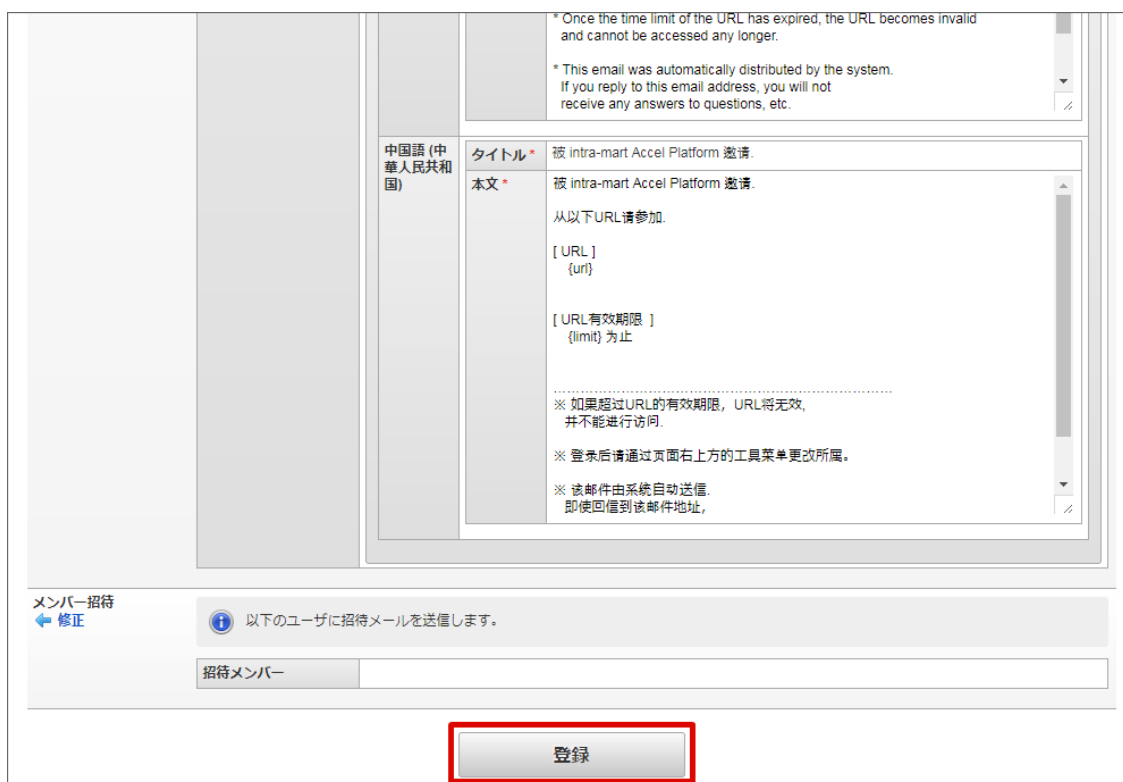 * Once the time limit of the URL has expired, the URL becomes invalid
and cannot be accessed any longer.
* This email was automatically distributed by the system.
If you reply to this email address, you will not
receive any answers to questions, etc.
中国語 (中
華人民共和
国)
タイトル *
被 intra-mart Accel Platform 邀请.
本文 *
被 intra-mart Accel Platform 邀请.
从以下URL请参加.
[ URL ]
{url}
[ URL有效期限 ]
{limit} 为止
……………………………………………………………………
※ 如果超过URL的有效期限，URL将无效,
并不能进行访问.
※ 登录后请通过页面右上方的工具菜单更改所属。
※ 该邮件由系统自动送信.
即使回信到该邮件地址，
メンバー招待
修正
以下のユーザに招待メールを送信します。
招待メンバー
登録